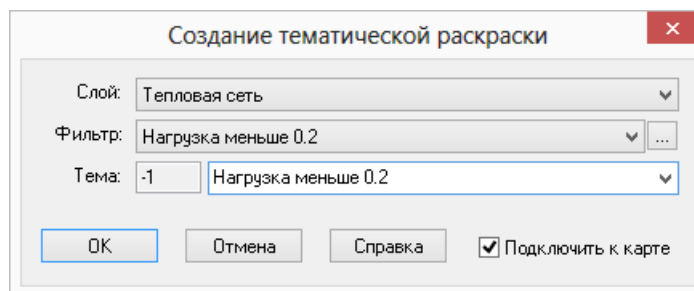 Создание тематической раскраски
Слой: Тепловая сеть
Фильтр: Нагрузка меньше 0.2 ...
Тема: -1 Нагрузка меньше 0.2
ОК Отмена Справка Подключить к карте